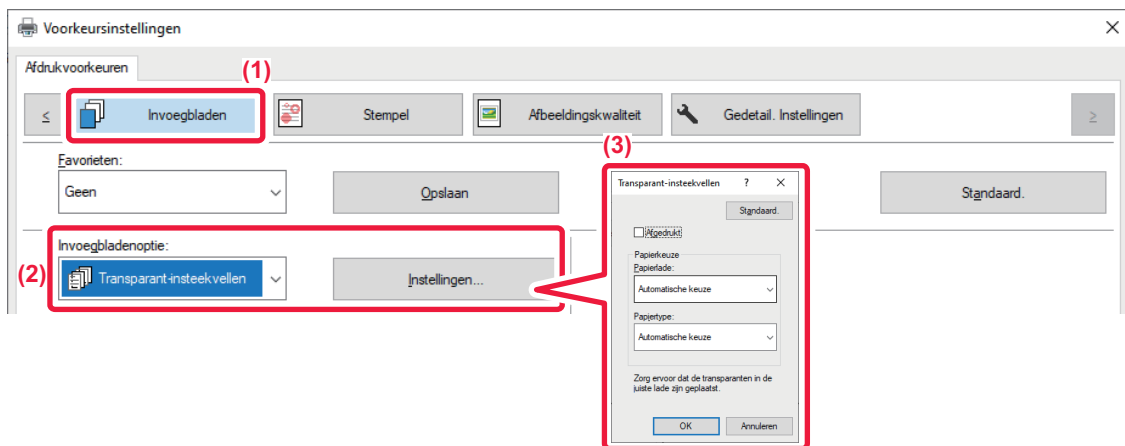 Voorkeursinstellingen
Afdrukvoorkeuren
(1)
<
Invoegbladen
Stempel
Afbeeldingskwaliteit
Gedetail. Instellingen
>
Favorieten:
Geen
Opslaan
Standaard.
(2)
Invoegbladenoptie:
Transparant-insteekvellen
Instellingen...
(3)
Transparant-insteekvellen ?
Standaard.
Afgedrukt
Papierkeuze
Papierlade:
Automatische keuze
Papiertype:
Automatische keuze
Zorg ervoor dat de transparanten in de
juiste lade zijn geplaatst.
OK
Annuleren